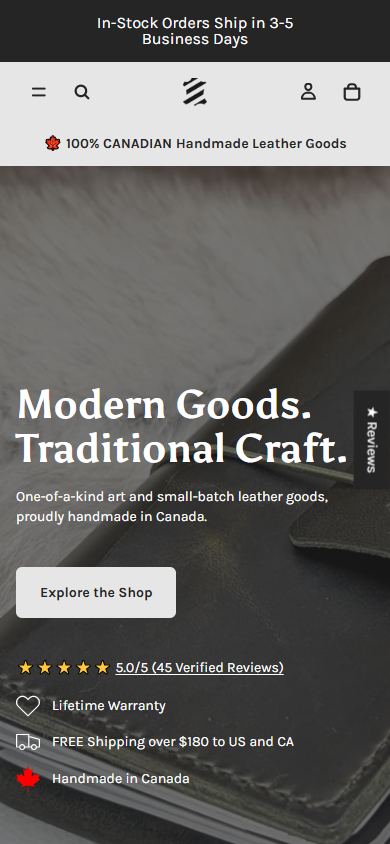 In-Stock Orders Ship in 3-5
Business Days
100% CANADIAN Handmade Leather Goods
Modern Goods.
Traditional Craft.
★ Reviews
One-of-a-kind art and small-batch leather goods,
proudly handmade in Canada.
Explore the Shop
5.0/5 (45 Verified Reviews)
Lifetime Warranty
FREE Shipping over $180 to US and CA
Handmade in Canada